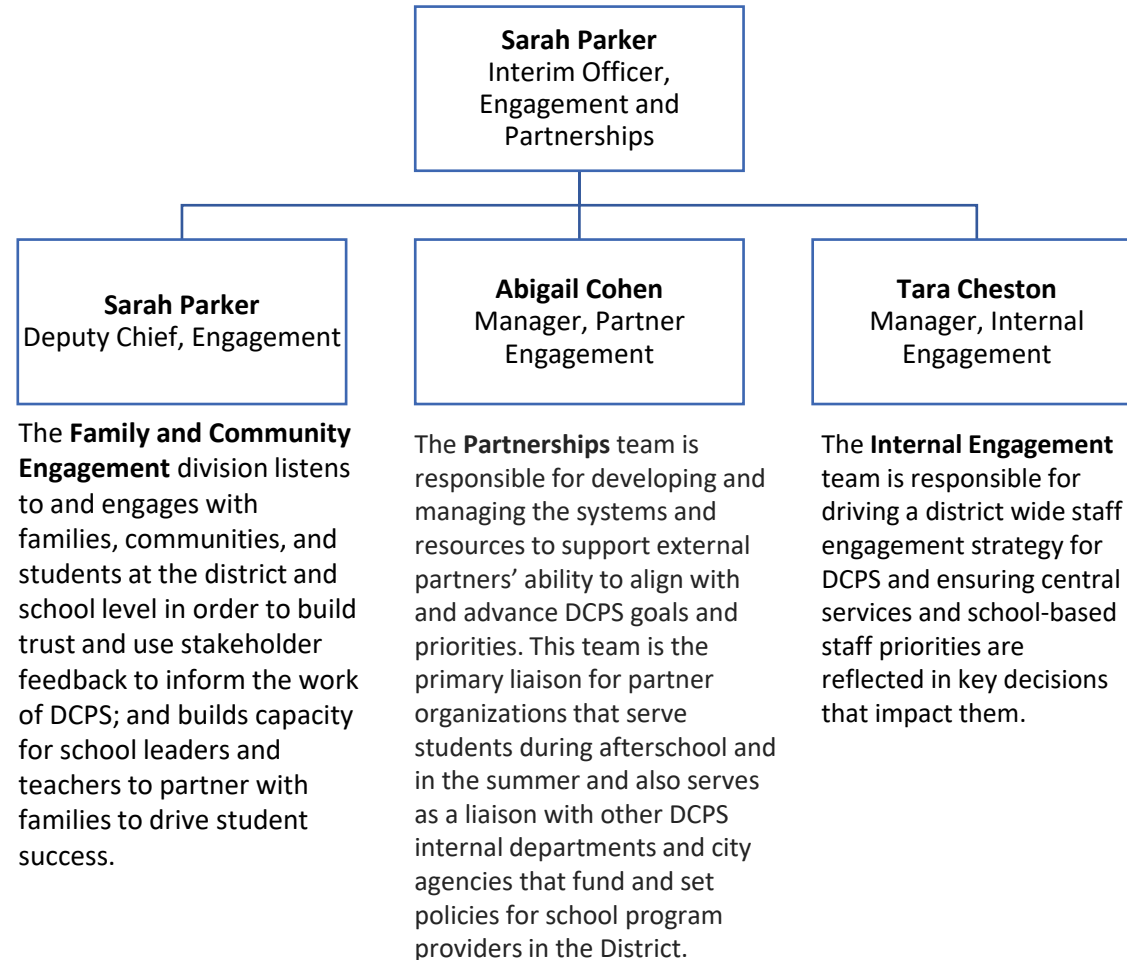 Sarah Parker
Interim Officer,
Engagement and
Partnerships
Sarah Parker
Deputy Chief, Engagement
Abigail Cohen
Manager, Partner
Engagement
Tara Cheston
Manager, Internal
Engagement
The Family and Community
Engagement division listens
to and engages with
families, communities, and
students at the district and
school level in order to build
trust and use stakeholder
feedback to inform the work
of DCPS; and builds capacity
for school leaders and
teachers to partner with
families to drive student
success.
The Partnerships team is
responsible for developing and
managing the systems and
resources to support external
partners’ ability to align with
and advance DCPS goals and
priorities. This team is the
primary liaison for partner
organizations that serve
students during afterschool and
in the summer and also serves
as a liaison with other DCPS
internal departments and city
agencies that fund and set
policies for school program
providers in the District.
The Internal Engagement
team is responsible for
driving a district wide staff
engagement strategy for
DCPS and ensuring central
services and school-based
staff priorities are
reflected in key decisions
that impact them.